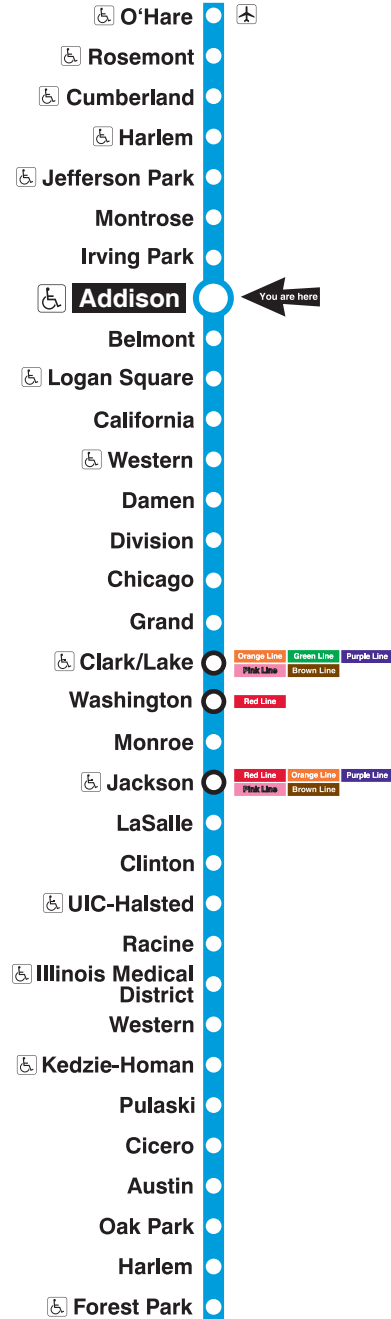 O‘Hare
Rosemont
Cumberland
Harlem
Jefferson Park
Montrose
Irving Park
Addison
You are here
Belmont
Logan Square
California
Western
Damen
Division
Chicago
Grand
Clark/Lake
Orange Line Green Line Purple Line
Pink Line Brown Line
Washington
Red Line
Monroe
Jackson
Red Line Orange Line Purple Line
Pink Line Brown Line
LaSalle
Clinton
UIC-Halsted
Racine
Illinois Medical
District
Western
Kedzie-Homan
Pulaski
Cicero
Austin
Oak Park
Harlem
Forest Park